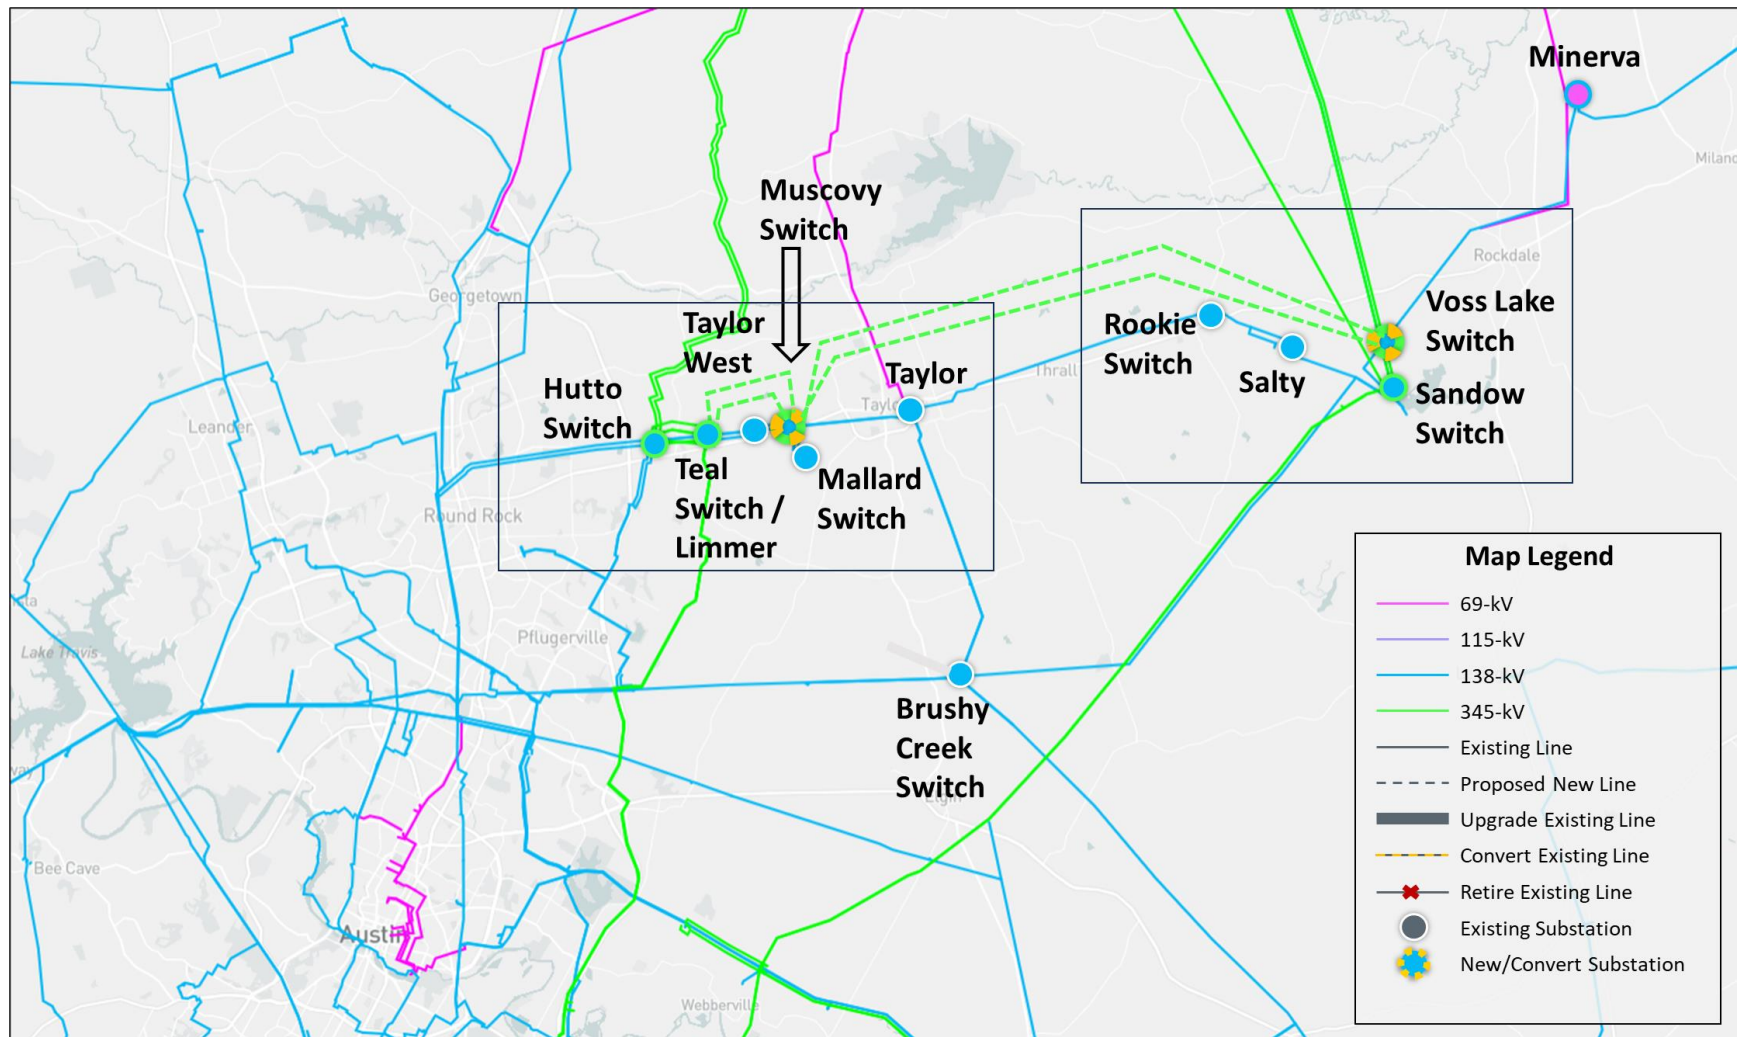 Minerva
Milano
Muscovy
Switch
Rockdale
Georgetown
Taylor
West
Rookie
Switch
Voss Lake
Switch
Thrall
Taylor
Salty
Sandow
Switch
Hutto
Switch
Leander
Teal
Switch /
Limmer
Mallard
Switch
Round Rock
Pflugerville
Lake Travis
Brushy
Creek
Switch
Elgin
Bee Cave
Austin
Webberville
Map Legend
69-kV
115-kV
138-kV
345-kV
Existing Line
Proposed New Line
Upgrade Existing Line
Convert Existing Line
Retire Existing Line
Existing Substation
New/Convert Substation